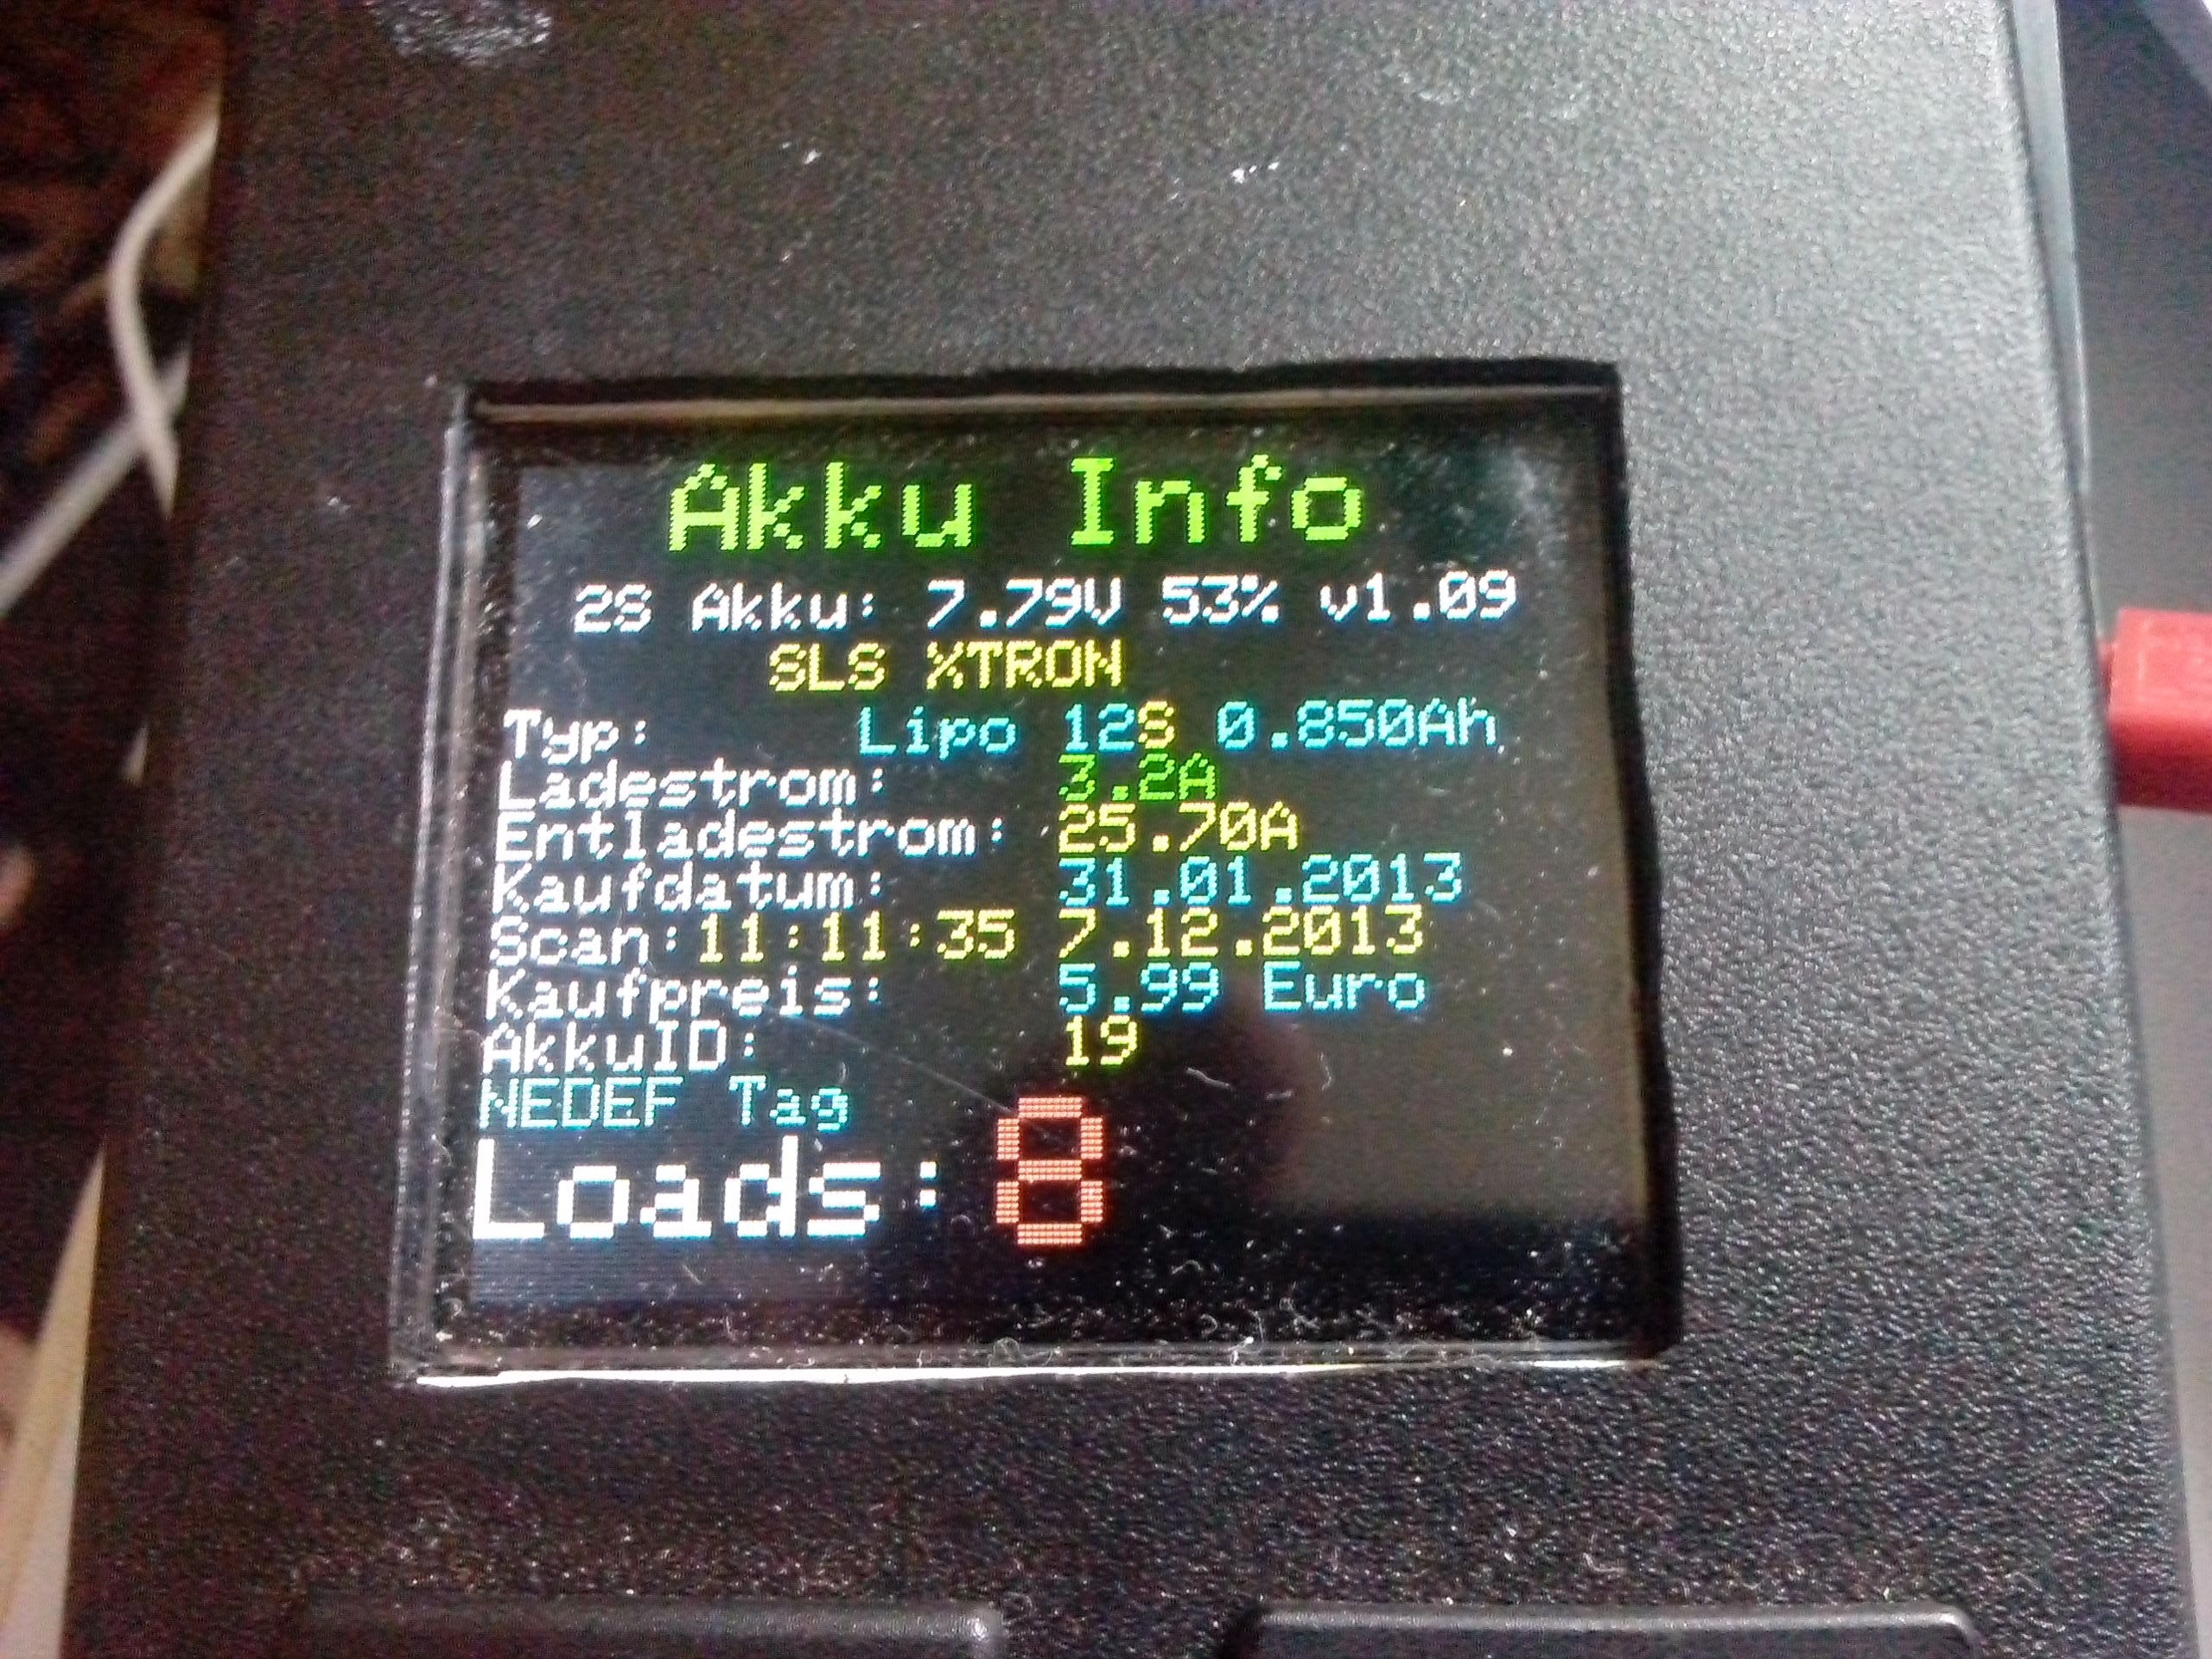 Akku Info
2S Akku: 7.79V 53% v1.09
SLS XTRON
Typ: Lipo 12S 0.850Ah
Ladestrom: 3.2A
Entladestrom: 25.70A
Kaufdatum: 31.01.2013
Scan:11:11:35 7.12.2013
Kaufpreis: 5.99 Euro
AkkuID: 19
NEDEF Tag
Loads: 8